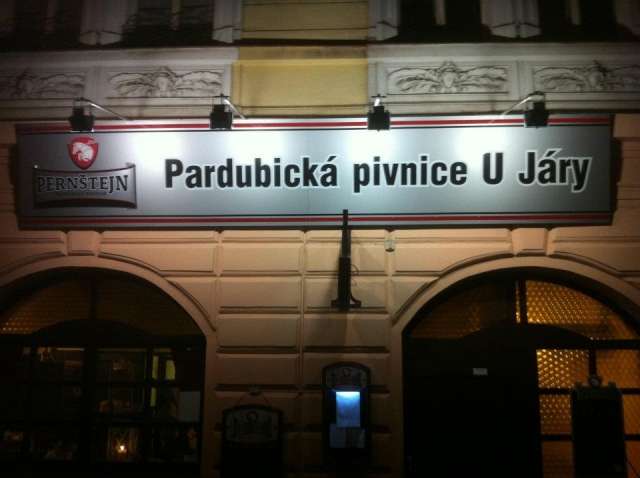 PERNŠTEJN
Pardubická pivnice U Járy